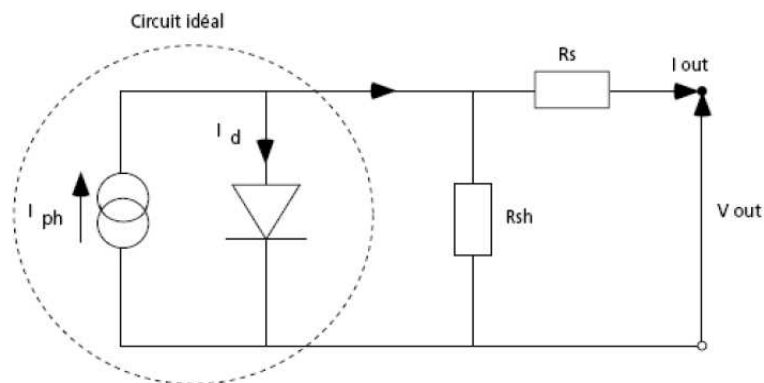 Circuit idéal
Rs
I out
I d
I ph
Rsh
V out